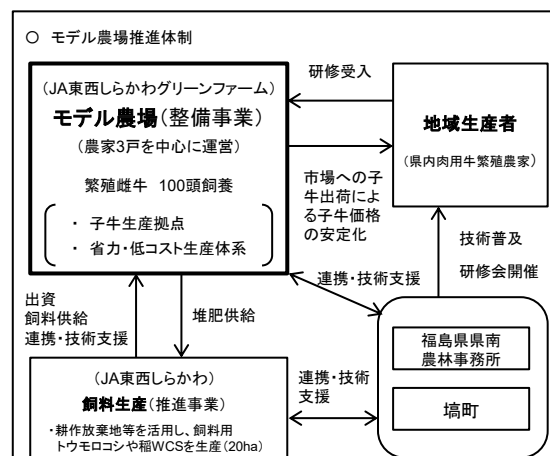 ○ モデル農場推進体制
(JA東西しらかわグリーンファーム)
モデル農場(整備事業)
(農家3戸を中心に運営)
繁殖雌牛 100頭飼養
・ 子牛生産拠点
・ 省力・低コスト生産体系
研修受入
地域生産者
(県内肉用牛繁殖農家)
市場への子
牛出荷によ
る子牛価格
の安定化
技術普及
研修会開催
連携・技術支援
出資
飼料供給
連携・技術支援
堆肥供給
福島県県南
農林事務所
塙町
連携・技術
支援
(JA東西しらかわ)
飼料生産(推進事業)
・耕作放棄地等を活用し、飼料用
トウモロコシや稲WCSを生産(20ha)